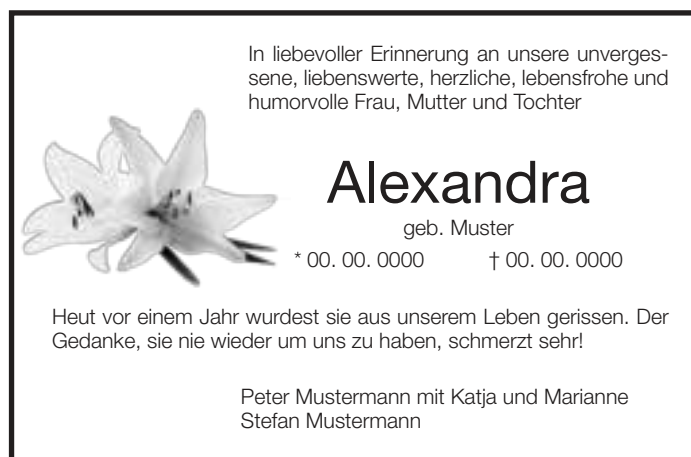 In liebevoller Erinnerung an unsere unverges-
sene, liebenswerte, herzliche, lebensfrohe und
humorvolle Frau, Mutter und Tochter
Alexandra
geb. Muster
* 00. 00. 0000 † 00. 00. 0000
Heut vor einem Jahr wurdest sie aus unserem Leben gerissen. Der
Gedanke, sie nie wieder um uns zu haben, schmerzt sehr!
Peter Mustermann mit Katja und Marianne
Stefan Mustermann